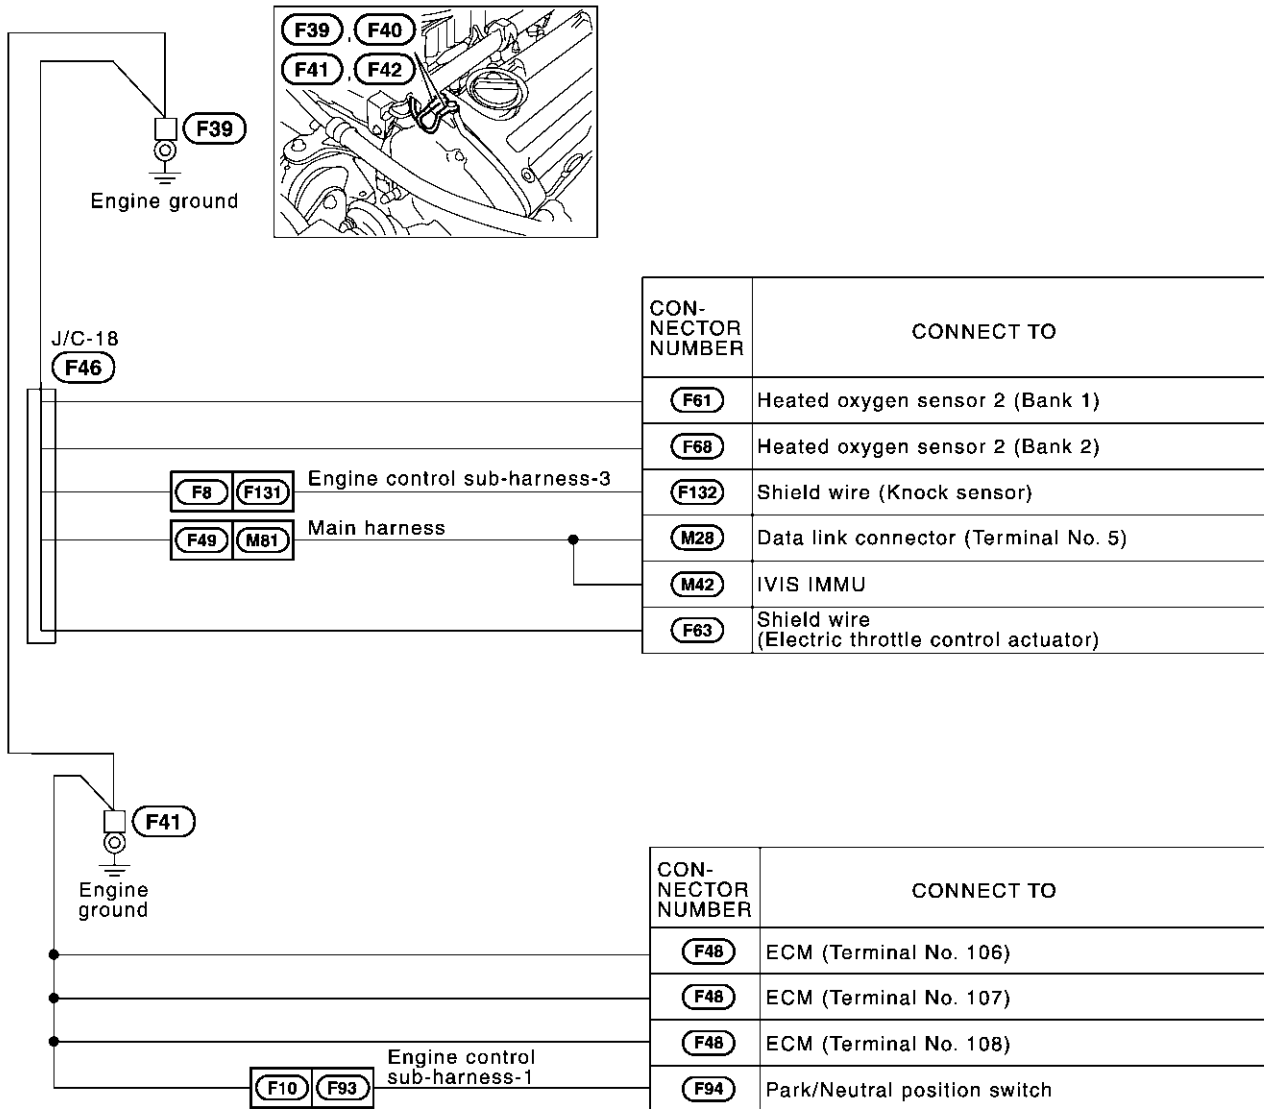 F39 , F40
F41 , F42
F39
Engine ground
J/C-18
F46
CON-
NECTOR
NUMBER
CONNECT TO
F61 Heated oxygen sensor 2 (Bank 1)
F68 Heated oxygen sensor 2 (Bank 2)
F8 F131 Engine control sub-harness-3
F132 Shield wire (Knock sensor)
F49 M81 Main harness
M28 Data link connector (Terminal No. 5)
M42 IVIS IMMU
F63 Shield wire
(Electric throttle control actuator)
F41
Engine
ground
CON-
NECTOR
NUMBER
CONNECT TO
F48 ECM (Terminal No. 106)
F48 ECM (Terminal No. 107)
F48 ECM (Terminal No. 108)
Engine control
sub-harness-1
F10 F93
F94 Park/Neutral position switch